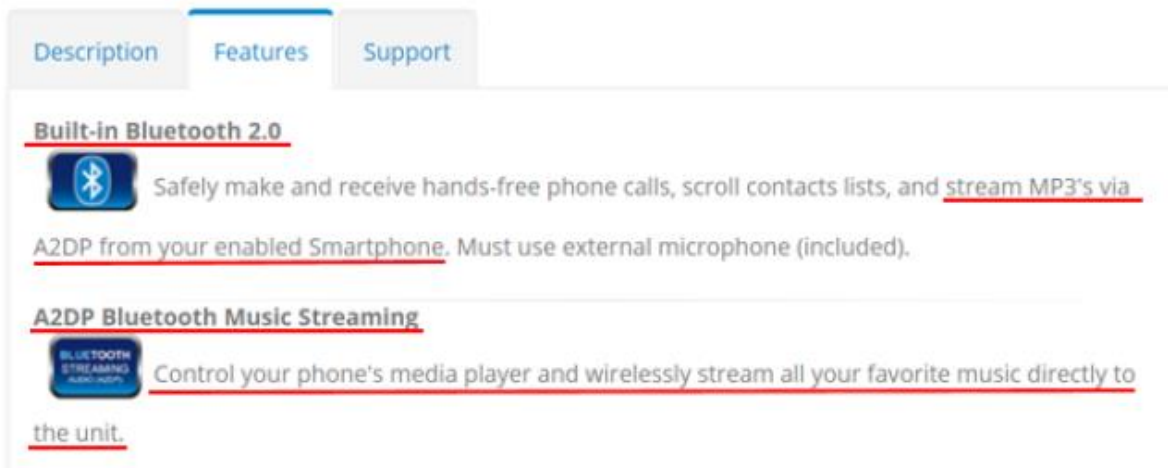 Description Features Support
Built-in Bluetooth 2.0
Safely make and receive hands-free phone calls, scroll contacts lists, and stream MP3's via
A2DP from your enabled Smartphone. Must use external microphone (included).
A2DP Bluetooth Music Streaming
BLUETOOTH
STREAMING
AUDIO (A2DP)
Control your phone's media player and wirelessly stream all your favorite music directly to
the unit.